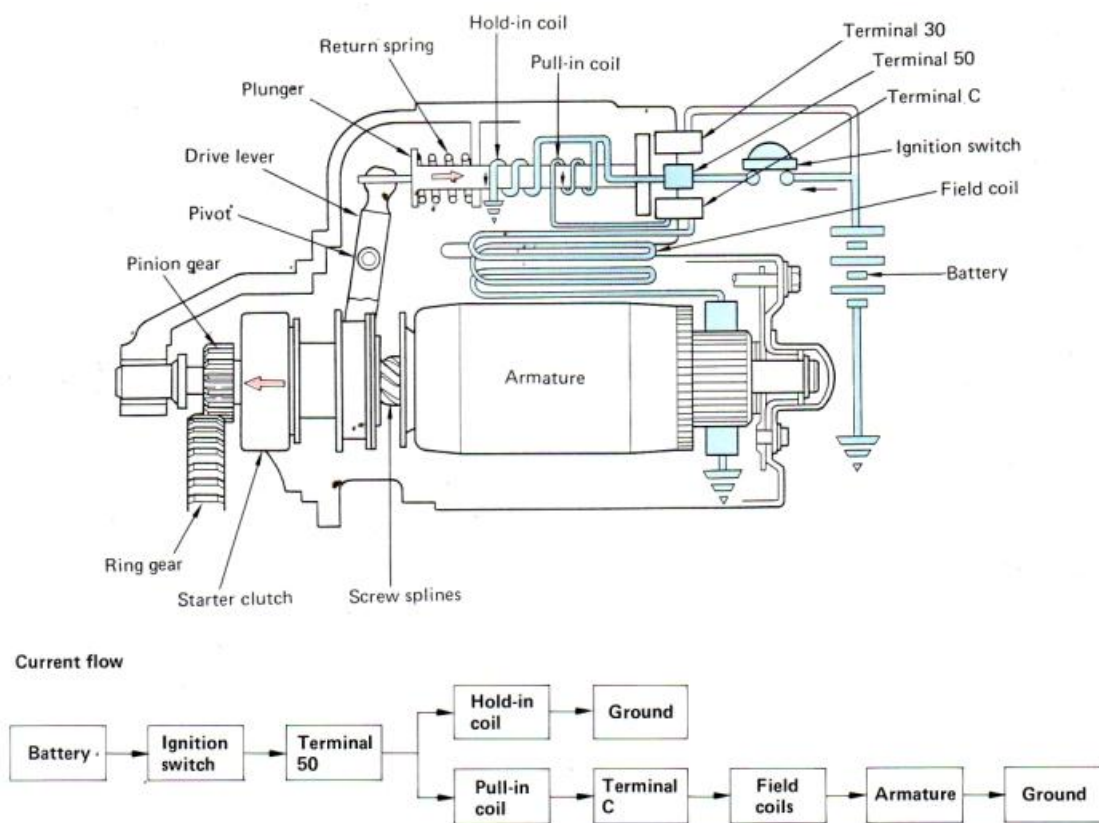 Hold-in coil
Terminal 30
Return spring
Terminal 50
Pull-in coil
Plunger
Terminal C
Drive lever
Ignition switch
Field coil
Pivot
Battery
Pinion gear
Armature
Ring gear
Starter clutch
Screw splines
Current flow
Battery
Ignition
switch
Terminal
50
Hold-in
coil
Ground
Pull-in
coil
Terminal
C
Field
coils
Armature
Ground